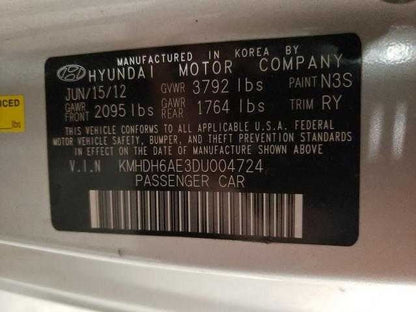 MANUFACTURED IN KOREA BY
HYUNDAI MOTOR COMPANY
JUN/15/12 GVWR 3792 lbs PAINT N3S
GAWR FRONT 2095 lbs GAWR REAR 1764 lbs TRIM RY
THIS VEHICLE CONFORMS TO ALL APPLICABLE U.S.A. FEDERAL
MOTOR VEHICLE SAFETY, BUMPER, AND THEFT PREVENTION STANDARDS
IN EFFECT ON THE DATE OF MANUFACTURE SHOWN ABOVE.
V.I.N KMHDH6AE3DU004724
PASSENGER CAR
NCED
lbs